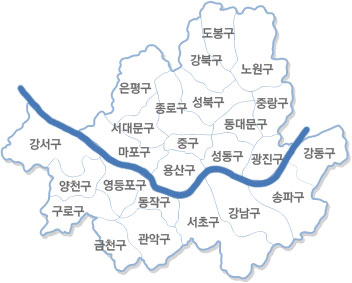 도봉구
강북구
노원구
은평구
성북구
종로구
중랑구
서대문구
동대문구
강서구
마포구
중구
성동구
광진구
강동구
용산구
양천구
영등포구
송파구
동작구
구로구
강남구
서초구
금천구
관악구